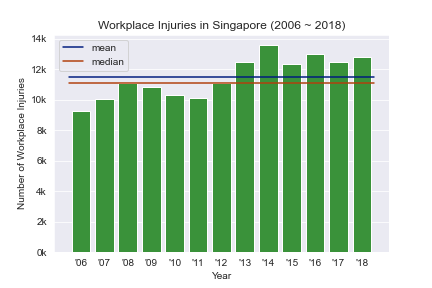 Workplace Injuries in Singapore (2006 ~ 2018)
mean
median
Number of Workplace Injuries
14k
12k
10k
8k
6k
4k
2k
0k
'06 '07 '08 '09 '10 '11 '12 '13 '14 '15 '16 '17 '18
Year